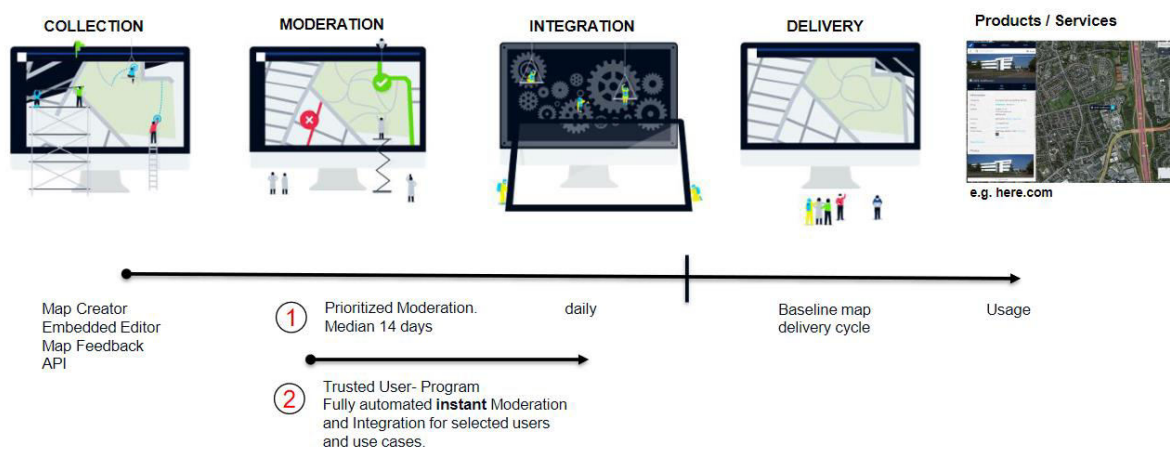 COLLECTION
MODERATION
INTEGRATION
DELIVERY
Products / Services
e.g. here.com
Map Creator
Embedded Editor
Map Feedback
API
1
Prioritized Moderation.
Median 14 days
daily
Baseline map
delivery cycle
Usage
2
Trusted User- Program
Fully automated instant Moderation
and Integration for selected users
and use cases.